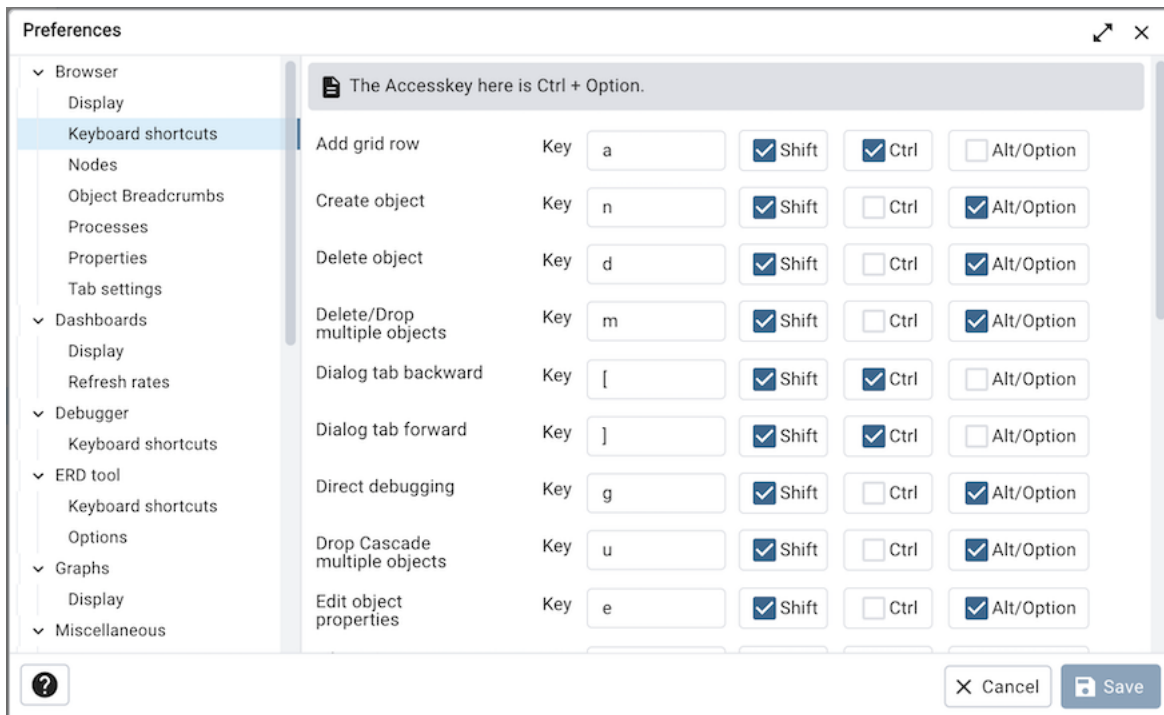 Preferences
Browser
Display
Keyboard shortcuts
Nodes
Object Breadcrumbs
Processes
Properties
Tab settings
Dashboards
Display
Refresh rates
Debugger
Keyboard shortcuts
ERD tool
Keyboard shortcuts
Options
Graphs
Display
Miscellaneous
The Accesskey here is Ctrl + Option.
Add grid row Key a Shift Ctrl Alt/Option
Create object Key n Shift Ctrl Alt/Option
Delete object Key d Shift Ctrl Alt/Option
Delete/Drop
multiple objects Key m Shift Ctrl Alt/Option
Dialog tab backward Key [ Shift Ctrl Alt/Option
Dialog tab forward Key ] Shift Ctrl Alt/Option
Direct debugging Key g Shift Ctrl Alt/Option
Drop Cascade
multiple objects Key u Shift Ctrl Alt/Option
Edit object
properties Key e Shift Ctrl Alt/Option
? Cancel Save